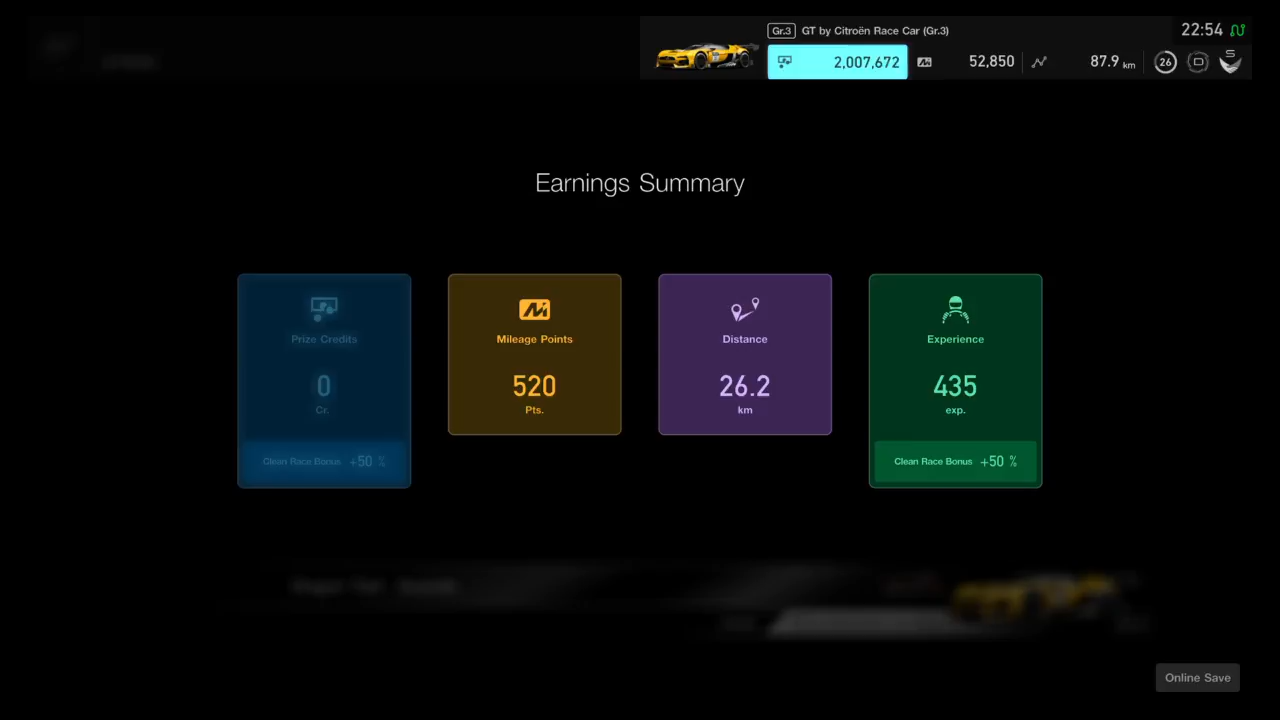 Gr.3 GT by Citroën Race Car (Gr.3)
22:54
2,007,672
52,850
87.9 km
26
D
S
Earnings Summary
Prize Credits
0
Cr.
Clean Race Bonus +50 %
Mileage Points
520
Pts.
Distance
26.2
km
Experience
435
exp.
Clean Race Bonus +50 %
Online Save